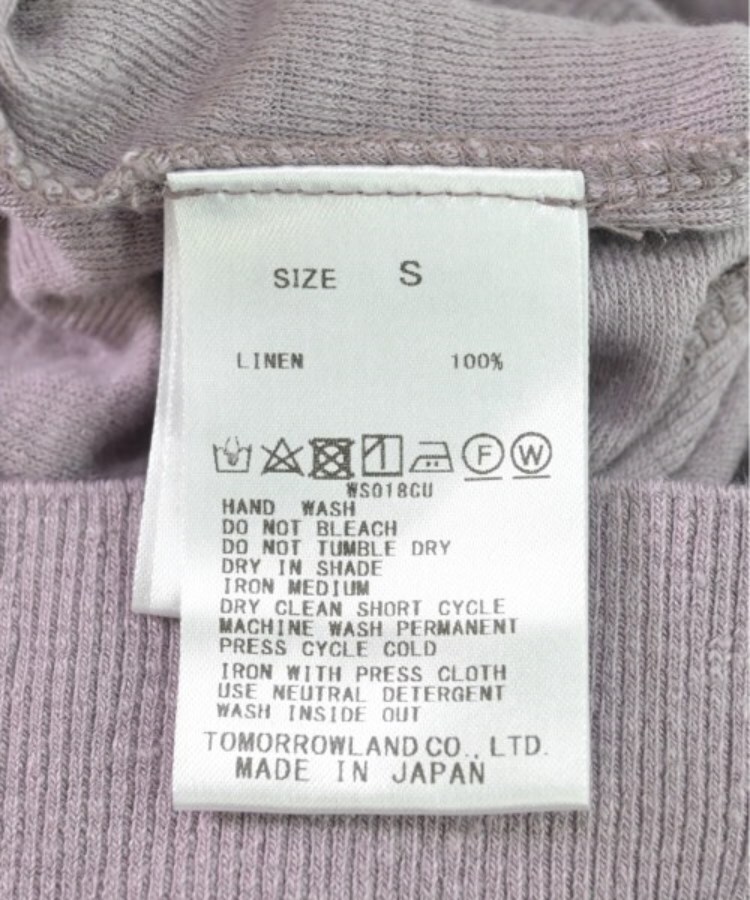 SIZE S
LINEN 100%
F W
WS018CU
HAND WASH
DO NOT BLEACH
DO NOT TUMBLE DRY
DRY IN SHADE
IRON MEDIUM
DRY CLEAN SHORT CYCLE
MACHINE WASH PERMANENT
PRESS CYCLE COLD
IRON WITH PRESS CLOTH
USE NEUTRAL DETERGENT
WASH INSIDE OUT
TOMORROWLAND CO., LTD.
MADE IN JAPAN